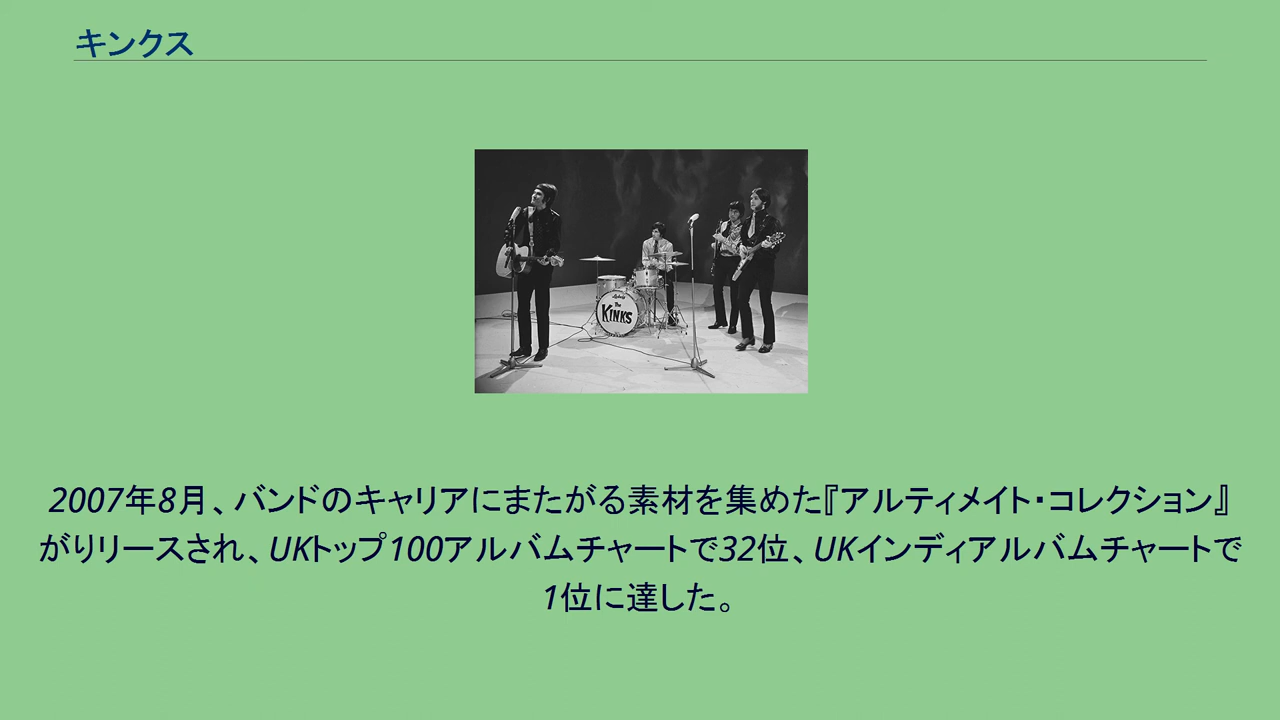 キンクス
The
KINKS
2007年8月、バンドのキャリアにまたがる素材を集めた『アルティメイト・コレクション』
がりリースされ、UKトップ100アルバムチャートで32位、UKインディアルバムチャートで
1位に達した。